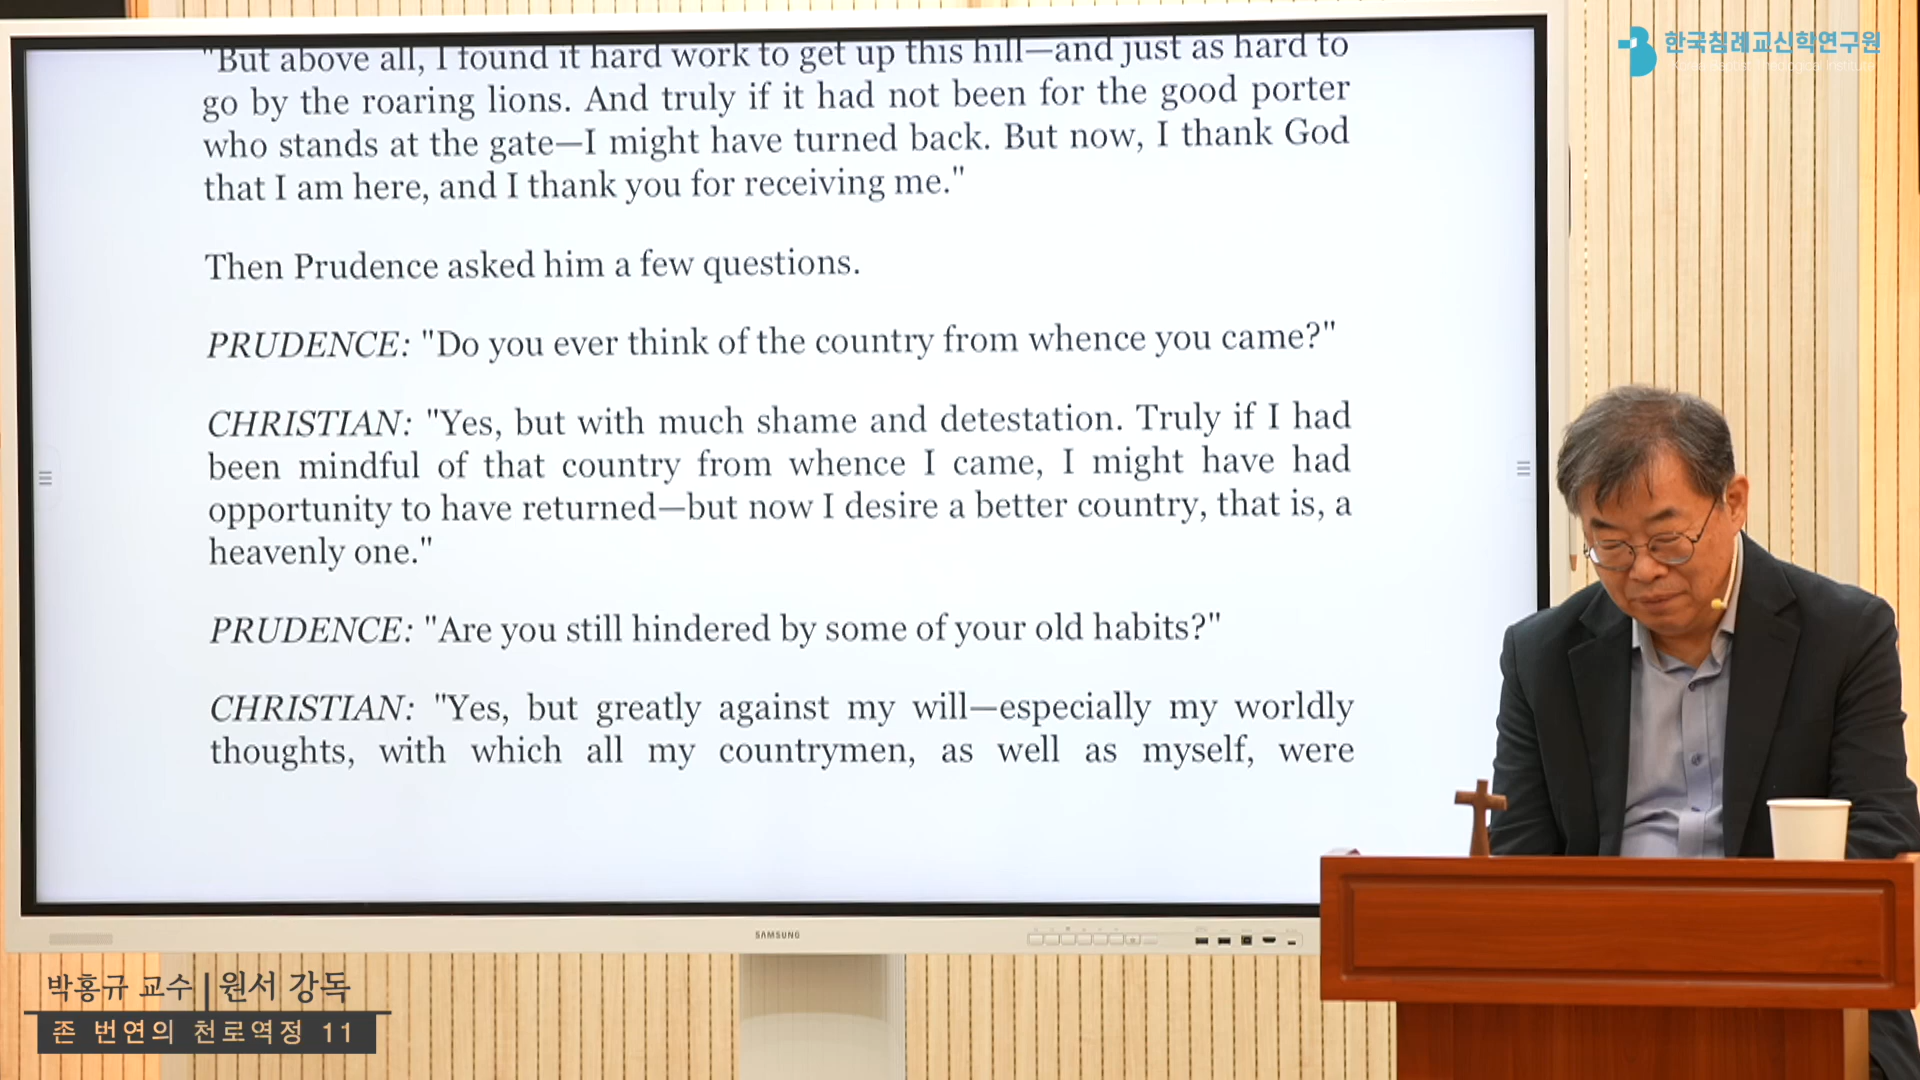 "But above all, I found it hard work to get up this hill—and just as hard to
go by the roaring lions. And truly if it had not been for the good porter
who stands at the gate—I might have turned back. But now, I thank God
that I am here, and I thank you for receiving me."
Then Prudence asked him a few questions.
PRUDENCE: "Do you ever think of the country from whence you came?"
CHRISTIAN: "Yes, but with much shame and detestation. Truly if I had
been mindful of that country from whence I came, I might have had
opportunity to have returned—but now I desire a better country, that is, a
heavenly one."
PRUDENCE: "Are you still hindered by some of your old habits?"
CHRISTIAN: "Yes, but greatly against my will—especially my worldly
thoughts, with which all my countrymen, as well as myself, were
SAMSUNG
한국침례교신학연구원
박홍규 교수 | 원서 강독
존 번연의 천로역정 11